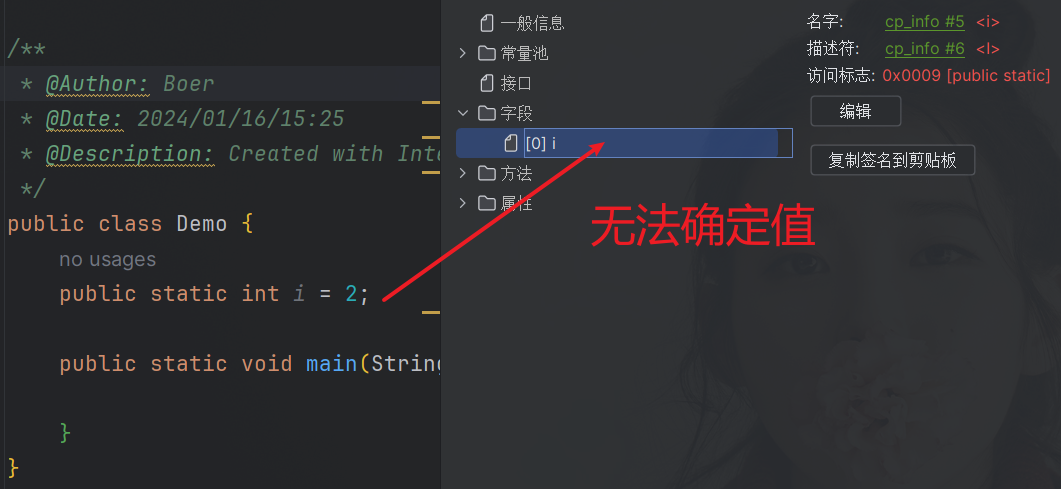 /**
* @Author: Boer
* @Date: 2024/01/16/15:25
* @Description: Created with Inte
*/
public class Demo {
no usages
public static int i = 2;
public static void main(String
}
}
一般信息
常量池
接口
字段
[0] i
方法
属性
无法确定值
名字: cp_info #5 <i>
描述符: cp_info #6 <I>
访问标志: 0x0009 [public static]
编辑
复制签名到剪贴板